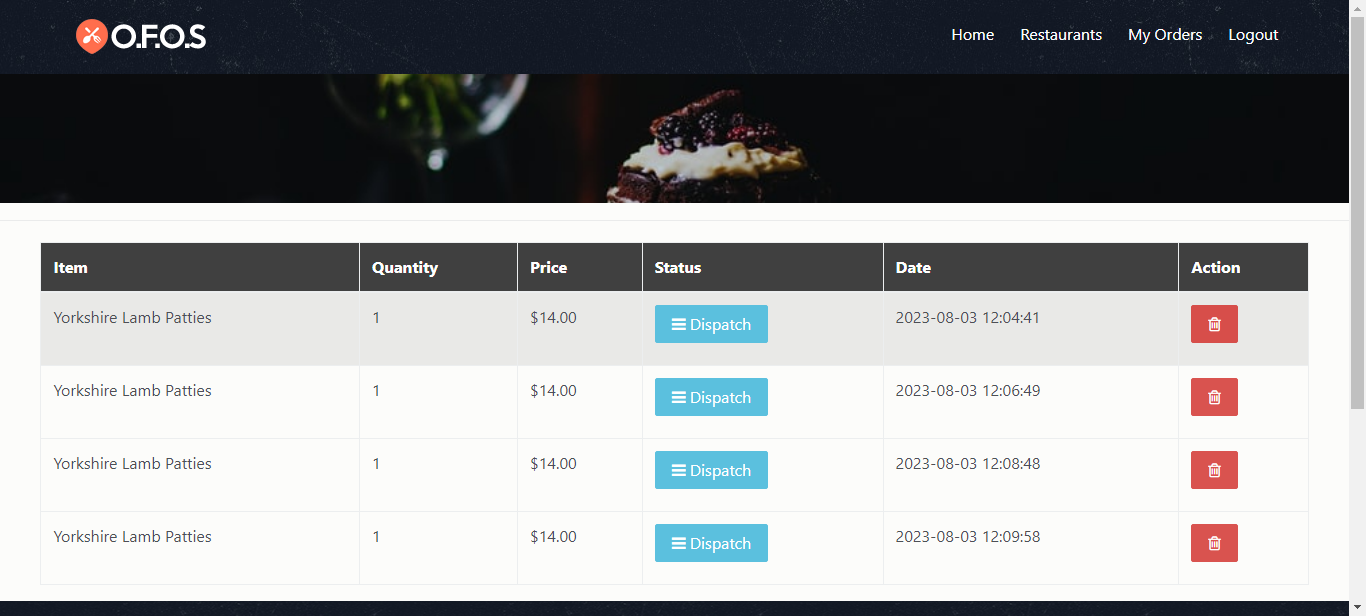 O.F.O.S
Home Restaurants My Orders Logout
Item Quantity Price Status Date Action
Yorkshire Lamb Patties 1 $14.00 Dispatch 2023-08-03 12:04:41
Yorkshire Lamb Patties 1 $14.00 Dispatch 2023-08-03 12:06:49
Yorkshire Lamb Patties 1 $14.00 Dispatch 2023-08-03 12:08:48
Yorkshire Lamb Patties 1 $14.00 Dispatch 2023-08-03 12:09:58